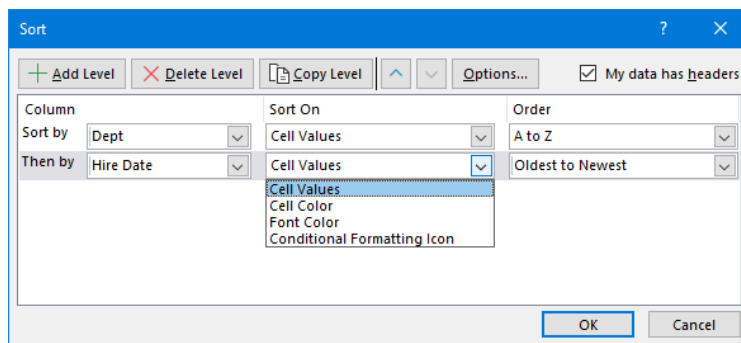 Sort ?
Add Level Delete Level Copy Level Options... My data has headers
Column Sort On Order
Sort by Dept Cell Values A to Z
Then by Hire Date Cell Values Oldest to Newest
Cell Values
Cell Color
Font Color
Conditional Formatting Icon
OK Cancel